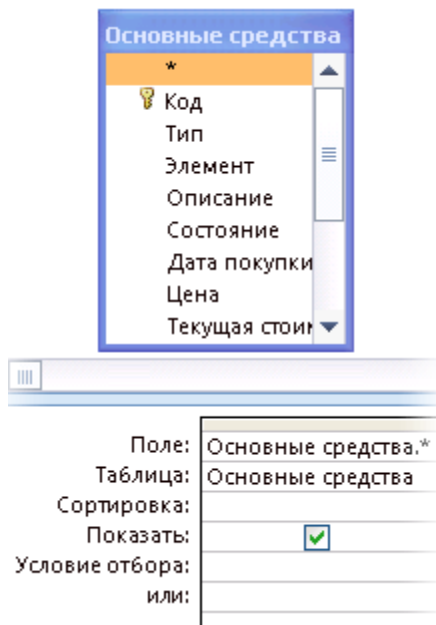 Основные средства
*
Код
Тип
Элемент
Описание
Состояние
Дата покупки
Цена
Текущая
Поле: Основные средства.*
Таблица: Основные средства
Сортировка:
Показать:
Условие отбора:
или: